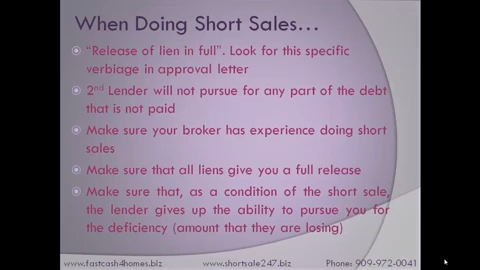 When Doing Short Sales…
“Release of lien in full”. Look for this specific
verbiage in approval letter
2nd Lender will not pursue for any part of the debt
that is not paid
Make sure your broker has experience doing short
sales
Make sure that all liens give you a full release
Make sure that, as a condition of the short sale,
the lender gives up the ability to pursue you for
the deficiency (amount that they are losing)
www.fastcash4homes.biz www.shortsale247.biz Phone: 909-972-0041